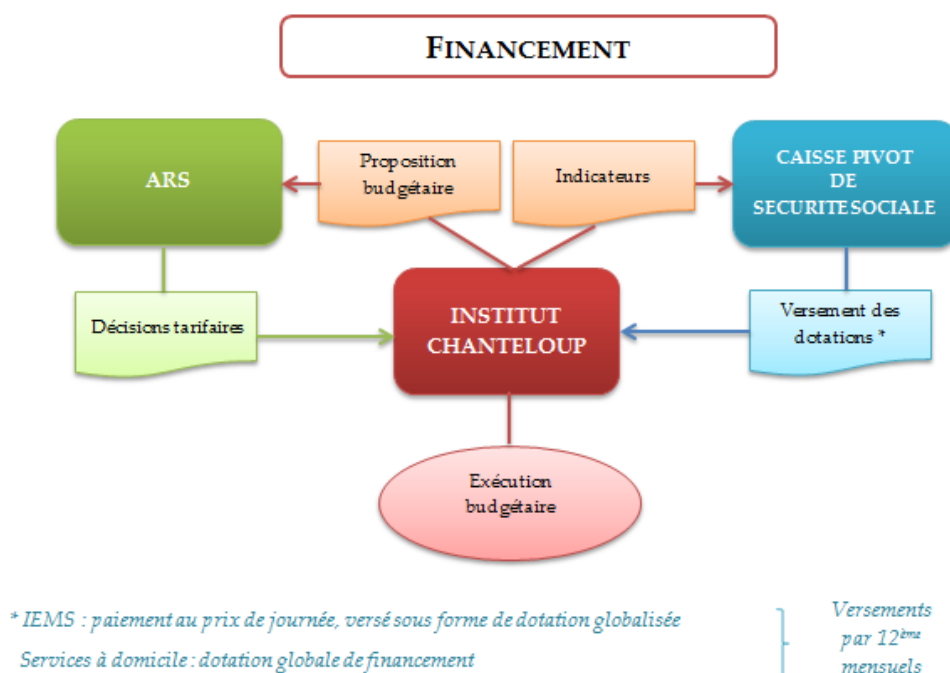 FINANCEMENT
ARS
Proposition
budgétaire
Indicateurs
CAISSE PIVOT
DE
SECURITE SOCIALE
Décisions tarifaires
INSTITUT
CHANTELOUP
Versement des
dotations *
Exécution
budgétaire
* IEMS : paiement au prix de journée, versé sous forme de dotation globalisée
Services à domicile : dotation globale de financement
Versements
par 12ème
mensuels